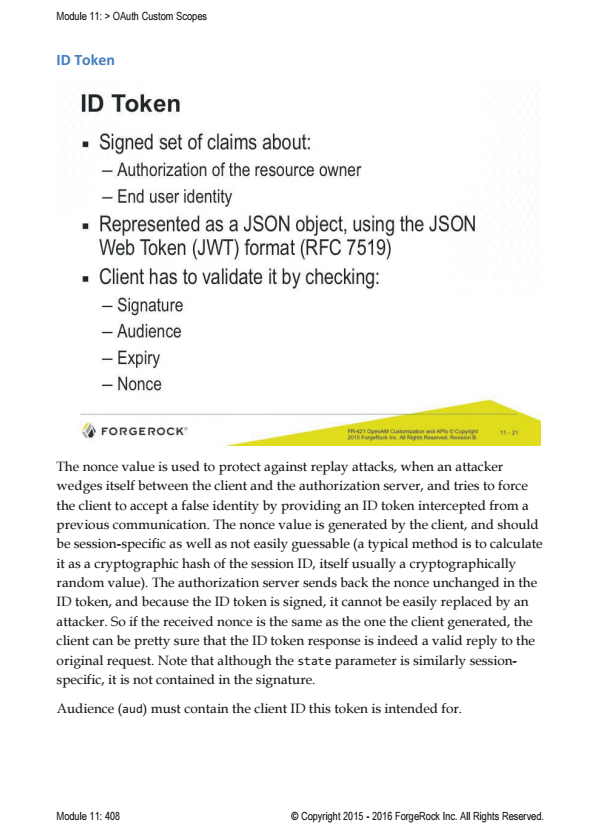 Module 11: > OAuth Custom Scopes
ID Token
ID Token
▪ Signed set of claims about:
– Authorization of the resource owner
– End user identity
▪ Represented as a JSON object, using the JSON
Web Token (JWT) format (RFC 7519)
▪ Client has to validate it by checking:
– Signature
– Audience
– Expiry
– Nonce
FORGEROCK®
FR-421 OpenAM Customization and APIs © Copyright
2015 ForgeRock Inc. All Rights Reserved. Revision B.
11 - 21
The nonce value is used to protect against replay attacks, when an attacker
wedges itself between the client and the authorization server, and tries to force
the client to accept a false identity by providing an ID token intercepted from a
previous communication. The nonce value is generated by the client, and should
be session-specific as well as not easily guessable (a typical method is to calculate
it as a cryptographic hash of the session ID, itself usually a cryptographically
random value). The authorization server sends back the nonce unchanged in the
ID token, and because the ID token is signed, it cannot be easily replaced by an
attacker. So if the received nonce is the same as the one the client generated, the
client can be pretty sure that the ID token response is indeed a valid reply to the
original request. Note that although the state parameter is similarly session-
specific, it is not contained in the signature.
Audience (aud) must contain the client ID this token is intended for.
Module 11: 408
© Copyright 2015 - 2016 ForgeRock Inc. All Rights Reserved.